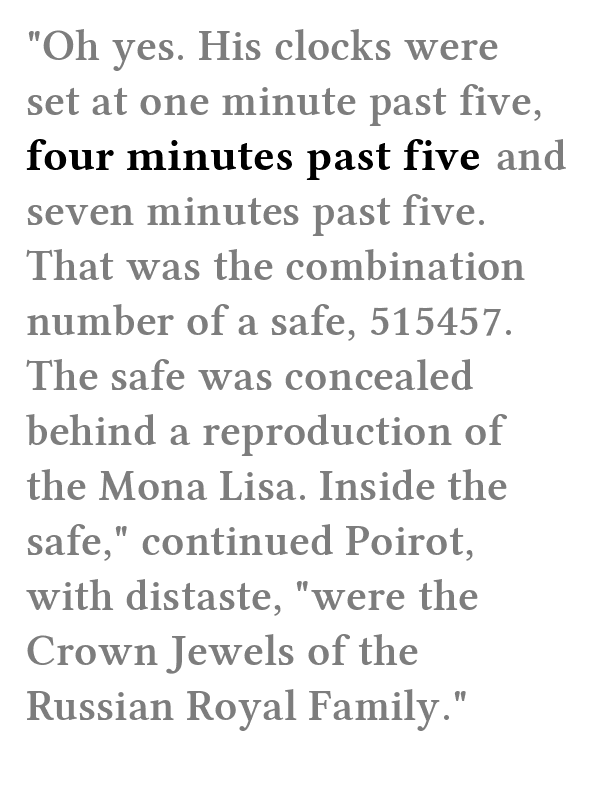 "Oh yes. His clocks were
set at one minute past five,
four minutes past five and
seven minutes past five.
That was the combination
number of a safe, 515457.
The safe was concealed
behind a reproduction of
the Mona Lisa. Inside the
safe," continued Poirot,
with distaste, "were the
Crown Jewels of the
Russian Royal Family."